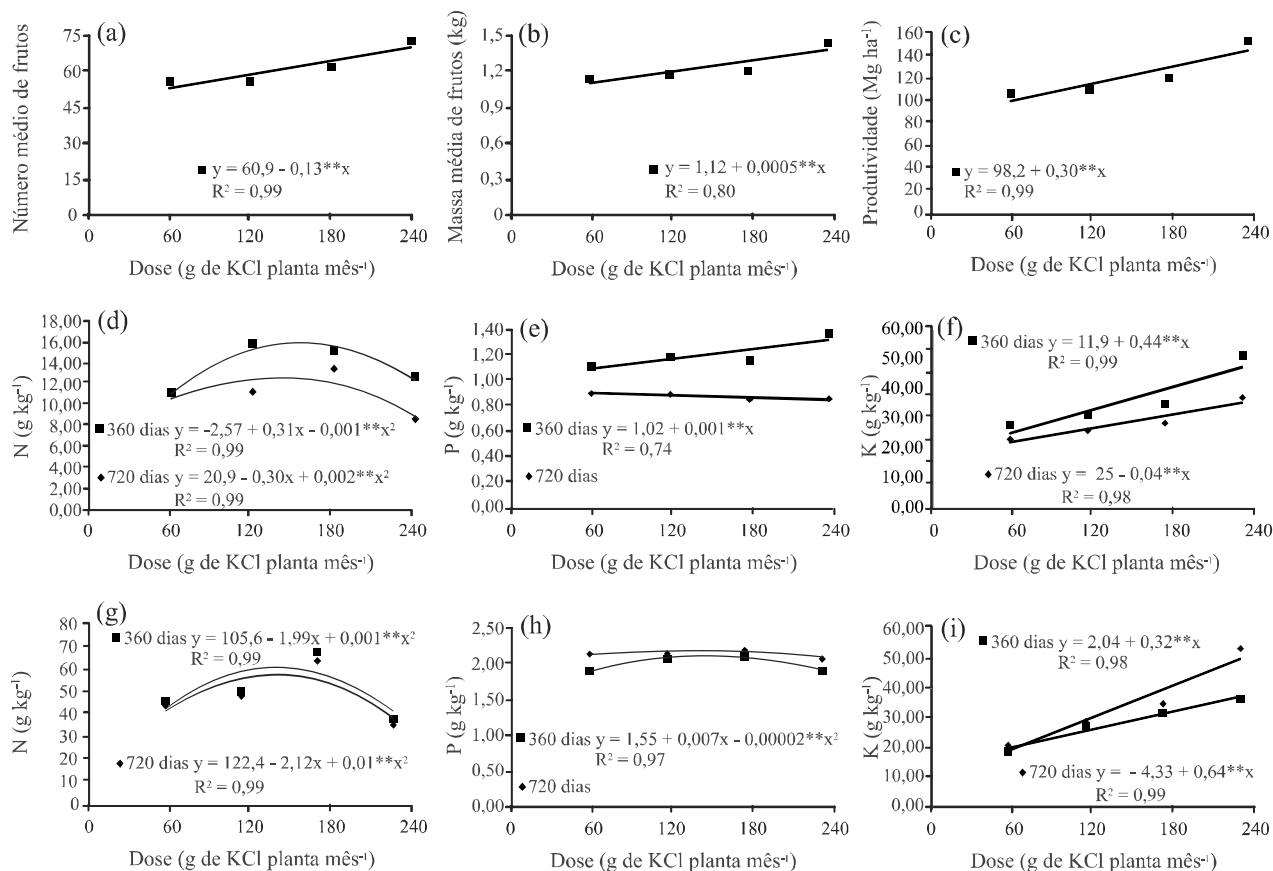 (a)
Número médio de frutos
75
60
45
30
15
0
y = 60,9 - 0,13**x
R² = 0,99
0 60 120 180 240
Dose (g de KCl planta mês⁻¹)
(b)
Massa média de frutos (kg)
1,5
1,2
0,9
0,6
0,3
0
y = 1,12 + 0,0005**x
R² = 0,80
0 60 120 180 240
Dose (g de KCl planta mês⁻¹)
(c)
Produtividade (Mg ha⁻¹)
160
140
120
100
80
60
40
20
0
y = 98,2 + 0,30**x
R² = 0,99
0 60 120 180 240
Dose (g de KCl planta mês⁻¹)
(d)
N (g kg⁻¹)
18,00
16,00
14,00
12,00
10,00
8,00
6,00
4,00
2,00
0,00
360 dias y = -2,57 + 0,31x - 0,001**x²
R² = 0,99
720 dias y = 20,9 - 0,30x + 0,002**x²
R² = 0,99
0 60 120 180 240
Dose (g de KCl planta mês⁻¹)
(e)
P (g kg⁻¹)
1,40
1,20
1,00
0,80
0,60
0,40
0,20
0,00
360 dias y = 1,02 + 0,001**x
R² = 0,74
720 dias
0 60 120 180 240
Dose (g de KCl planta mês⁻¹)
(f)
K (g kg⁻¹)
60,00
50,00
40,00
30,00
20,00
10,00
0,00
360 dias y = 11,9 + 0,44**x
R² = 0,99
720 dias y = 25 - 0,04**x
R² = 0,98
0 60 120 180 240
Dose (g de KCl planta mês⁻¹)
(g)
N (g kg⁻¹)
80
70
60
50
40
30
20
10
0
360 dias y = 105,6 - 1,99x + 0,001**x²
R² = 0,99
720 dias y = 122,4 - 2,12x + 0,01**x²
R² = 0,99
0 60 120 180 240
Dose (g de KCl planta mês⁻¹)
(h)
P (g kg⁻¹)
2,50
2,00
1,50
1,00
0,50
0,00
360 dias y = 1,55 + 0,007x - 0,00002**x²
R² = 0,97
720 dias
0 60 120 180 240
Dose (g de KCl planta mês⁻¹)
(i)
K (g kg⁻¹)
60,00
50,00
40,00
30,00
20,00
10,00
0,00
360 dias y = 2,04 + 0,32**x
R² = 0,98
720 dias y = - 4,33 + 0,64**x
R² = 0,99
0 60 120 180 240
Dose (g de KCl planta mês⁻¹)